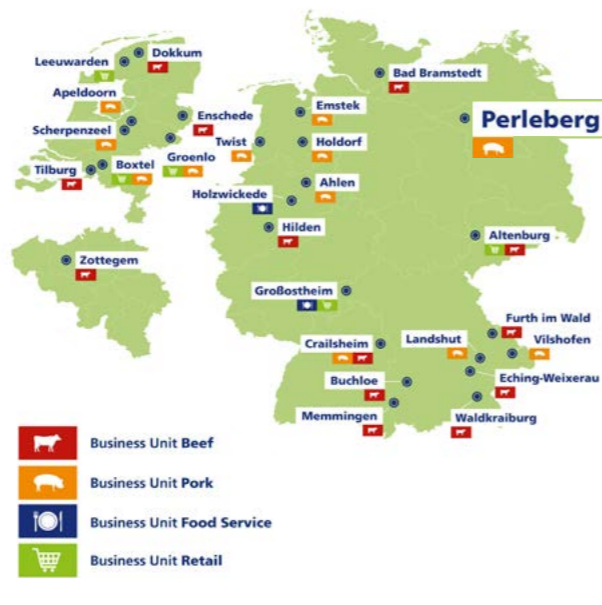 Dokkum
Leeuwarden
Bad Bramstedt
Apeldoorn
Enschede
Emstek
Perleberg
Scherpenzeel
Twist
Holdorf
Groenlo
Boxtel
Tilburg
Ahlen
Holzwickede
Hilden
Altenburg
Zottegem
Großostheim
Furth im Wald
Crailsheim
Landshut
Vilshofen
Buchloe
Eching-Weixerau
Memmingen
Waldkraiburg
Business Unit Beef
Business Unit Pork
Business Unit Food Service
Business Unit Retail